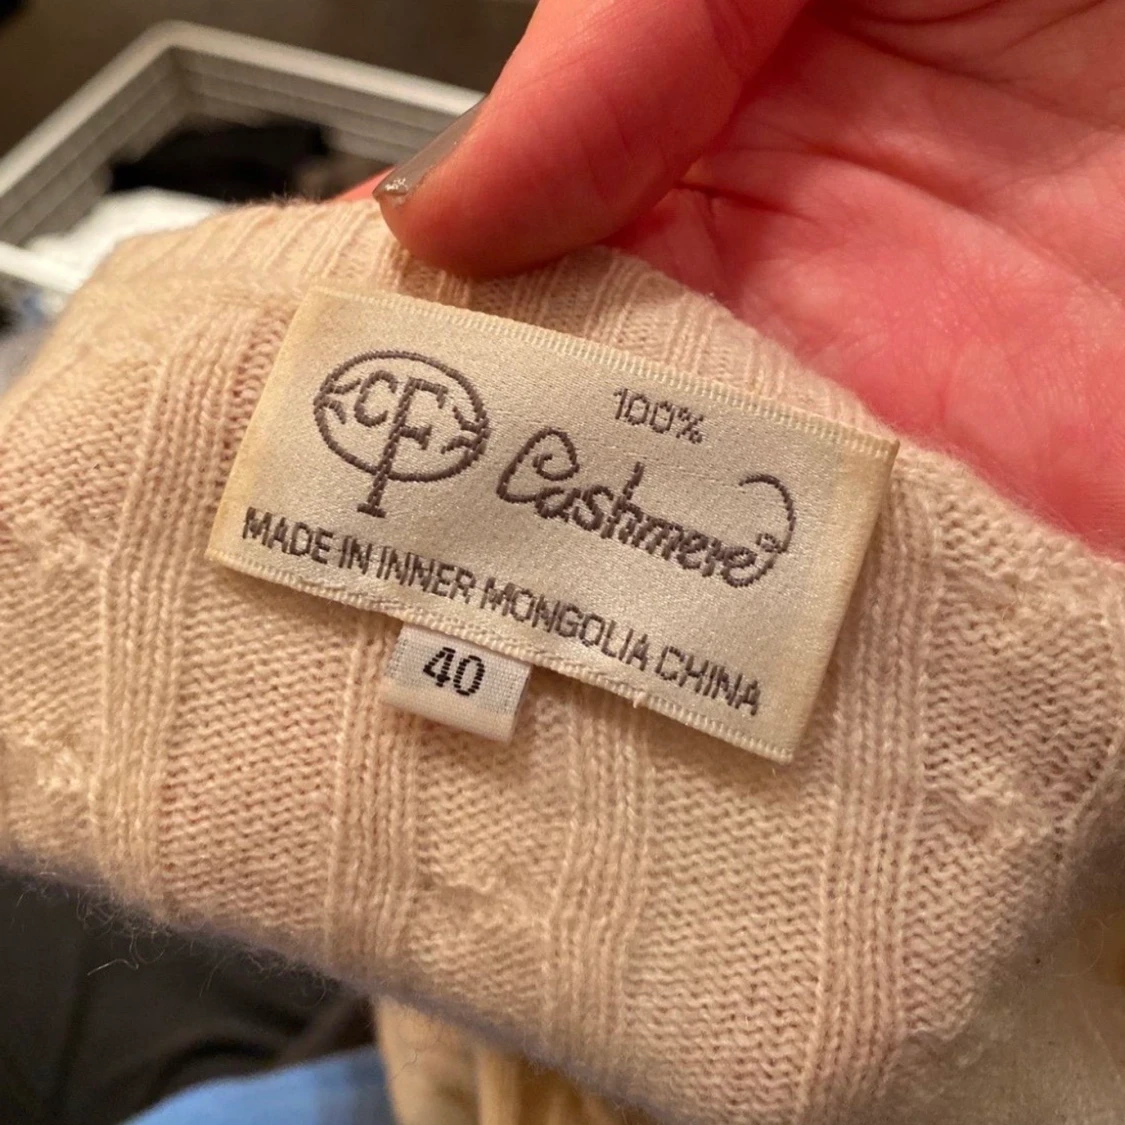 CF
100%
Cashmere
MADE IN INNER MONGOLIA CHINA
40